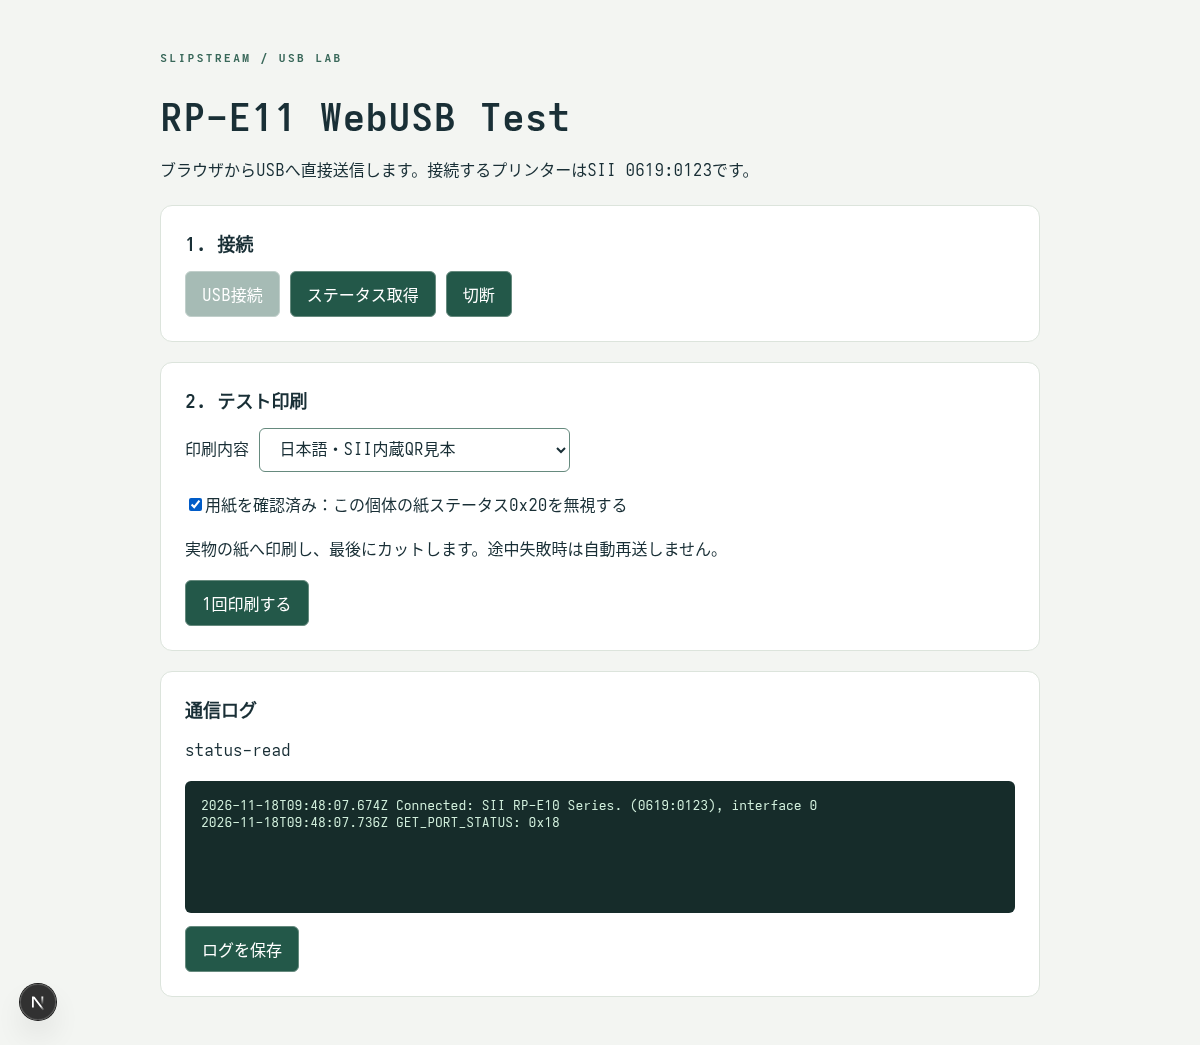 SLIPSTREAM / USB LAB
RP-E11 WebUSB Test
ブラウザからUSBへ直接送信します。接続するプリンターはSII 0619:0123です。
1. 接続
USB接続
ステータス取得
切断
2. テスト印刷
印刷内容
日本語・SII内蔵QR見本
用紙を確認済み：この個体の紙ステータス0x20を無視する
実物の紙へ印刷し、最後にカットします。途中失敗時は自動再送しません。
1回印刷する
通信ログ
status-read
2026-11-18T09:48:07.674Z Connected: SII RP-E10 Series. (0619:0123), interface 0
2026-11-18T09:48:07.736Z GET_PORT_STATUS: 0x18
ログを保存
N